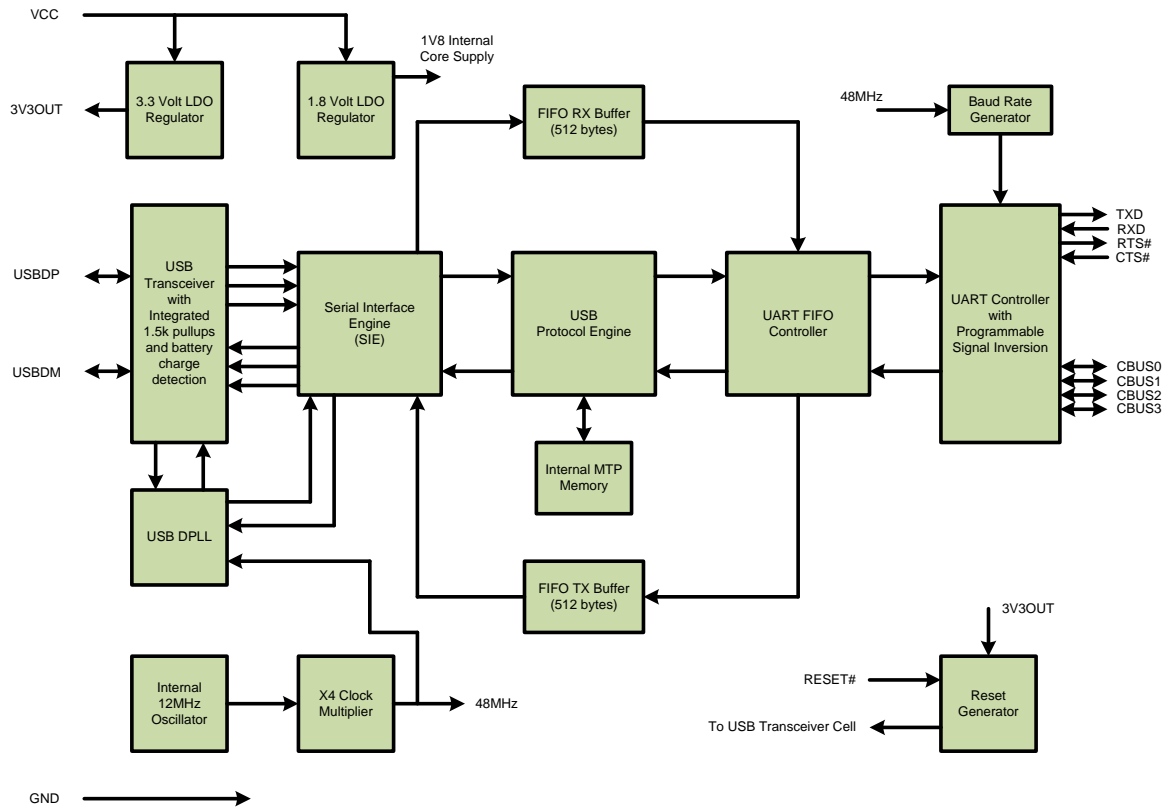 VCC
1V8 Internal
Core Supply
3V3OUT
3.3 Volt LDO
Regulator
1.8 Volt LDO
Regulator
FIFO RX Buffer
(512 bytes)
48MHz
Baud Rate
Generator
USBDP
USBDM
USB
Transceiver
with
Integrated
1.5k pullups
and battery
charge
detection
Serial Interface
Engine
(SIE)
USB
Protocol Engine
UART FIFO
Controller
UART Controller
with
Programmable
Signal Inversion
TXD
RXD
RTS#
CTS#
CBUS0
CBUS1
CBUS2
CBUS3
Internal MTP
Memory
USB DPLL
FIFO TX Buffer
(512 bytes)
3V3OUT
Internal
12MHz
Oscillator
X4 Clock
Multiplier
48MHz
RESET#
To USB Transceiver Cell
Reset
Generator
GND